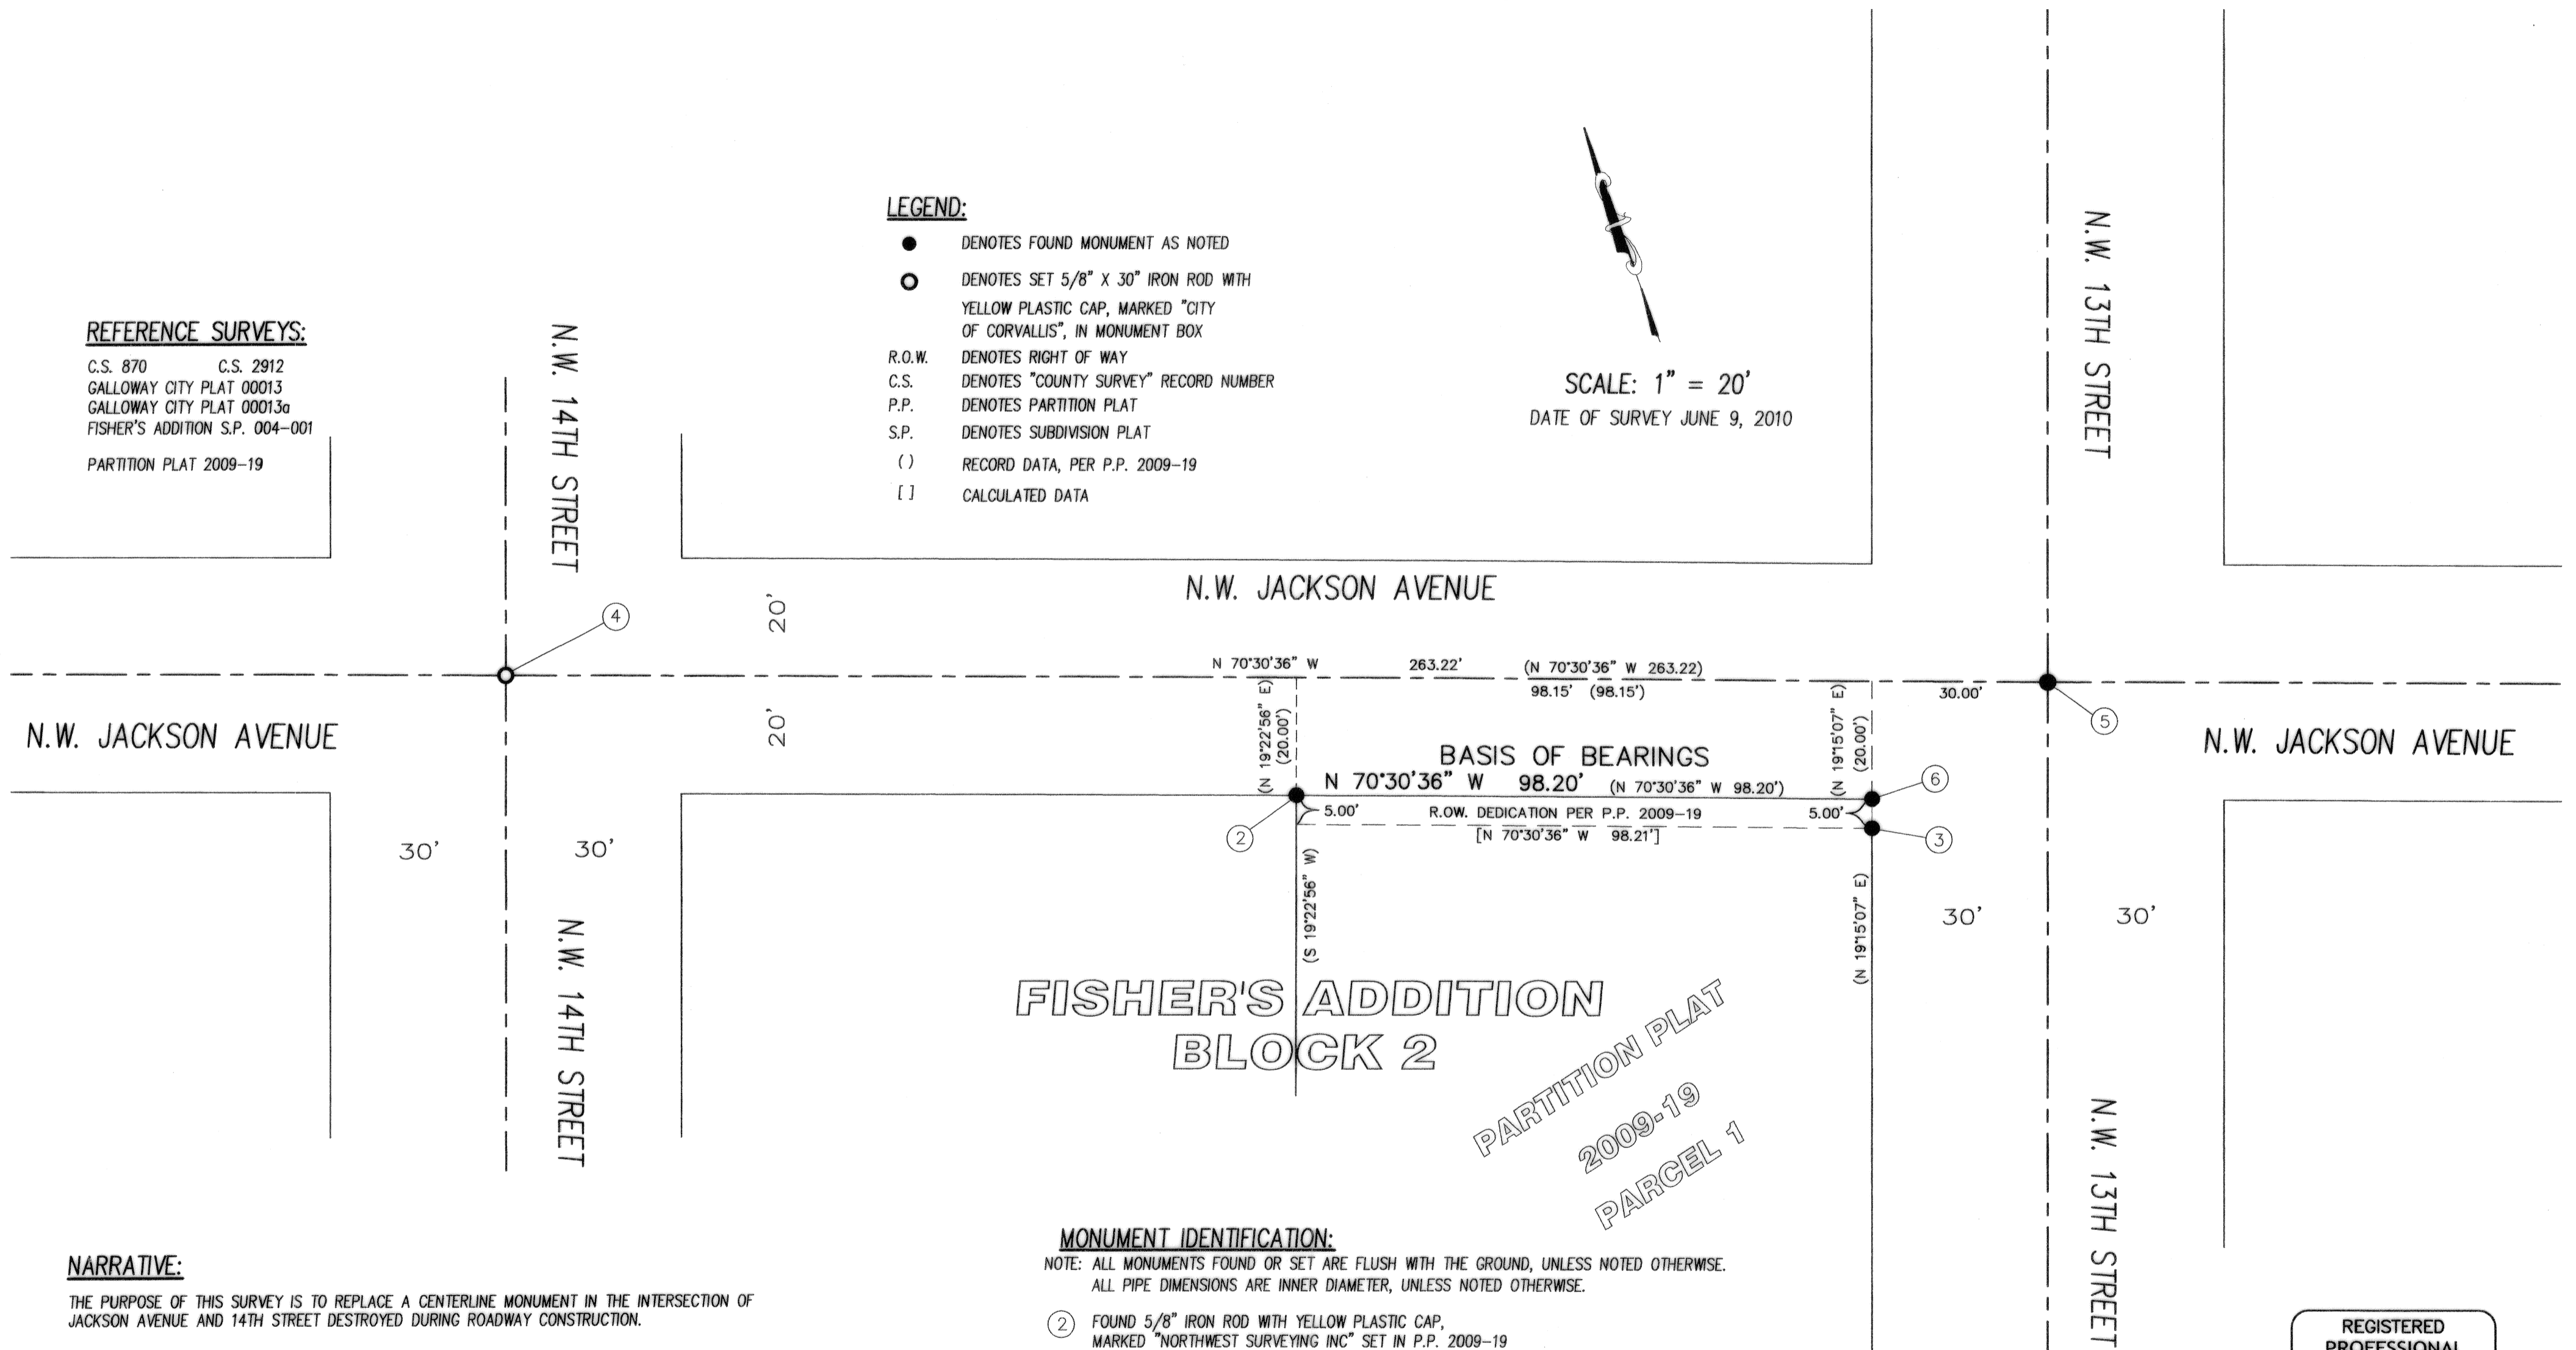 LEGEND:
DENOTES FOUND MONUMENT AS NOTED
DENOTES SET 5/8" X 30" IRON ROD WITH
YELLOW PLASTIC CAP, MARKED "CITY
OF CORVALLIS", IN MONUMENT BOX
R.O.W. DENOTES RIGHT OF WAY
C.S. DENOTES "COUNTY SURVEY" RECORD NUMBER
P.P. DENOTES PARTITION PLAT
S.P. DENOTES SUBDIVISION PLAT
( ) RECORD DATA, PER P.P. 2009-19
[ ] CALCULATED DATA
SCALE: 1" = 20'
DATE OF SURVEY JUNE 9, 2010
N.W. 13TH STREET
REFERENCE SURVEYS:
C.S. 870 C.S. 2912
GALLOWAY CITY PLAT 00013
GALLOWAY CITY PLAT 00013a
FISHER'S ADDITION S.P. 004-001
PARTITION PLAT 2009-19
N.W. 14TH STREET
N.W. JACKSON AVENUE
4
20'
20'
N 70°30'36" W 263.22' (N 70°30'36" W 263.22)
98.15' (98.15')
30.00'
5
(N 19°22'56" E)
(20.00')
(N 19°15'07" E)
(20.00')
N.W. JACKSON AVENUE
BASIS OF BEARINGS
N 70°30'36" W 98.20' (N 70°30'36" W 98.20')
N.W. JACKSON AVENUE
6
5.00' R.OW. DEDICATION PER P.P. 2009-19 5.00'
[N 70°30'36" W 98.21']
2
3
30' 30'
(S 19°22'56" W)
(N 19°15'07" E)
30' 30'
N.W. 14TH STREET
FISHER'S ADDITION
BLOCK 2
PARTITION PLAT
2009-19
PARCEL 1
N.W. 13TH STREET
NARRATIVE:
THE PURPOSE OF THIS SURVEY IS TO REPLACE A CENTERLINE MONUMENT IN THE INTERSECTION OF
JACKSON AVENUE AND 14TH STREET DESTROYED DURING ROADWAY CONSTRUCTION.
MONUMENT IDENTIFICATION:
NOTE: ALL MONUMENTS FOUND OR SET ARE FLUSH WITH THE GROUND, UNLESS NOTED OTHERWISE.
ALL PIPE DIMENSIONS ARE INNER DIAMETER, UNLESS NOTED OTHERWISE.
2 FOUND 5/8" IRON ROD WITH YELLOW PLASTIC CAP,
MARKED "NORTHWEST SURVEYING INC" SET IN P.P. 2009-19
REGISTERED
PROFESSIONAL